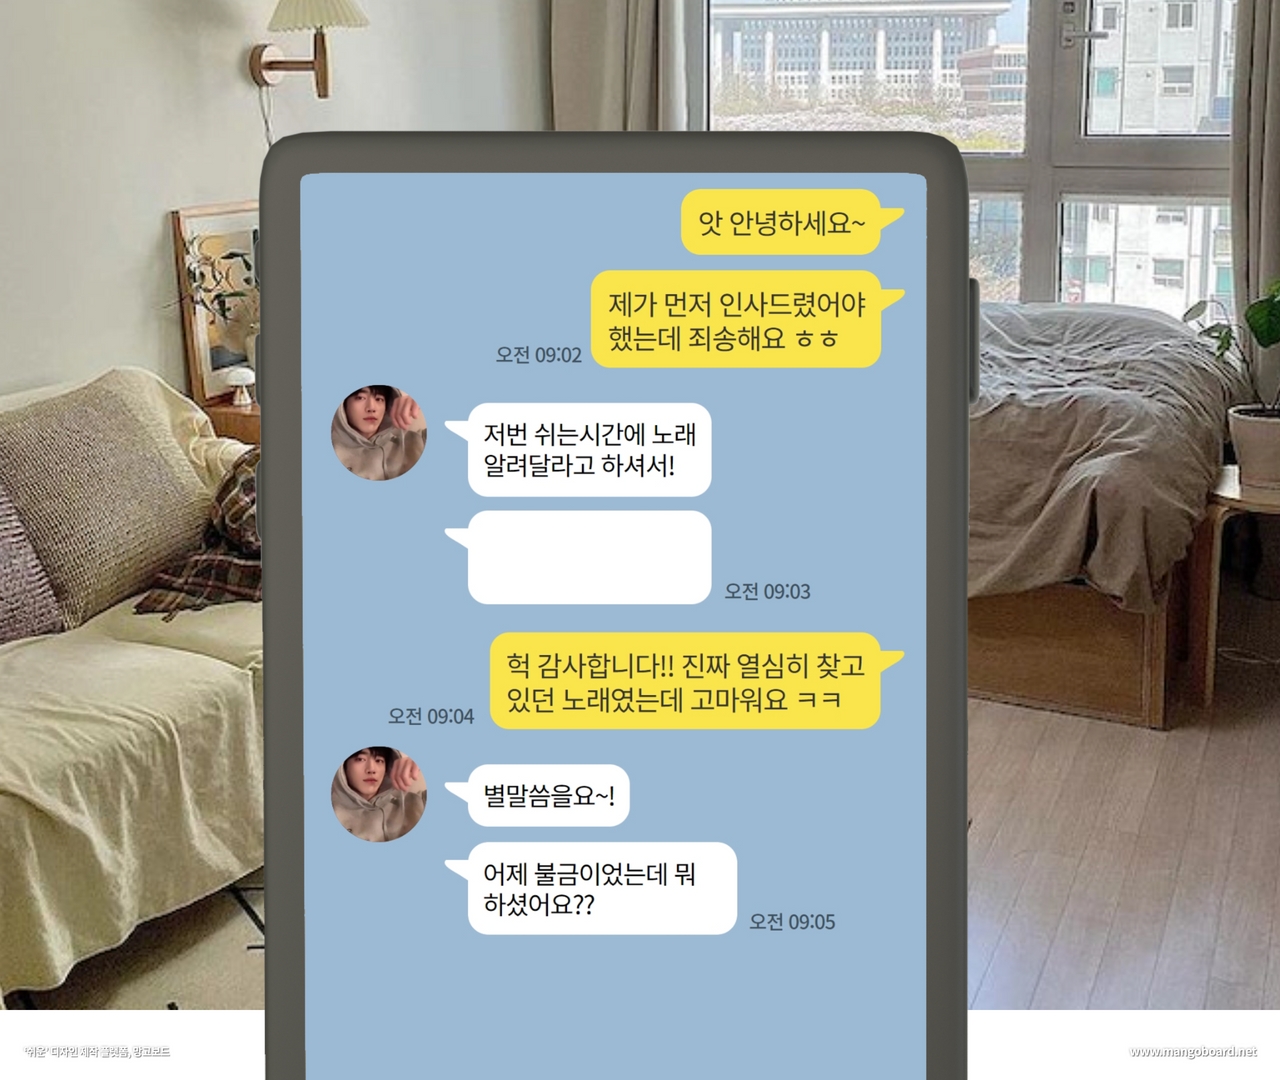 앗 안녕하세요~
제가 먼저 인사드렸어야
했는데 죄송해요 ㅎㅎ
오전 09:02
저번 쉬는시간에 노래
알려달라고 하셔서!
오전 09:03
헉 감사합니다!! 진짜 열심히 찾고
있던 노래였는데 고마워요 ㅋㅋ
오전 09:04
별말씀을요~!
어제 불금이었는데 뭐
하셨어요??
오전 09:05
'쉬운' 디자인 제작 플랫폼, 망고보드
www.mangoboard.net